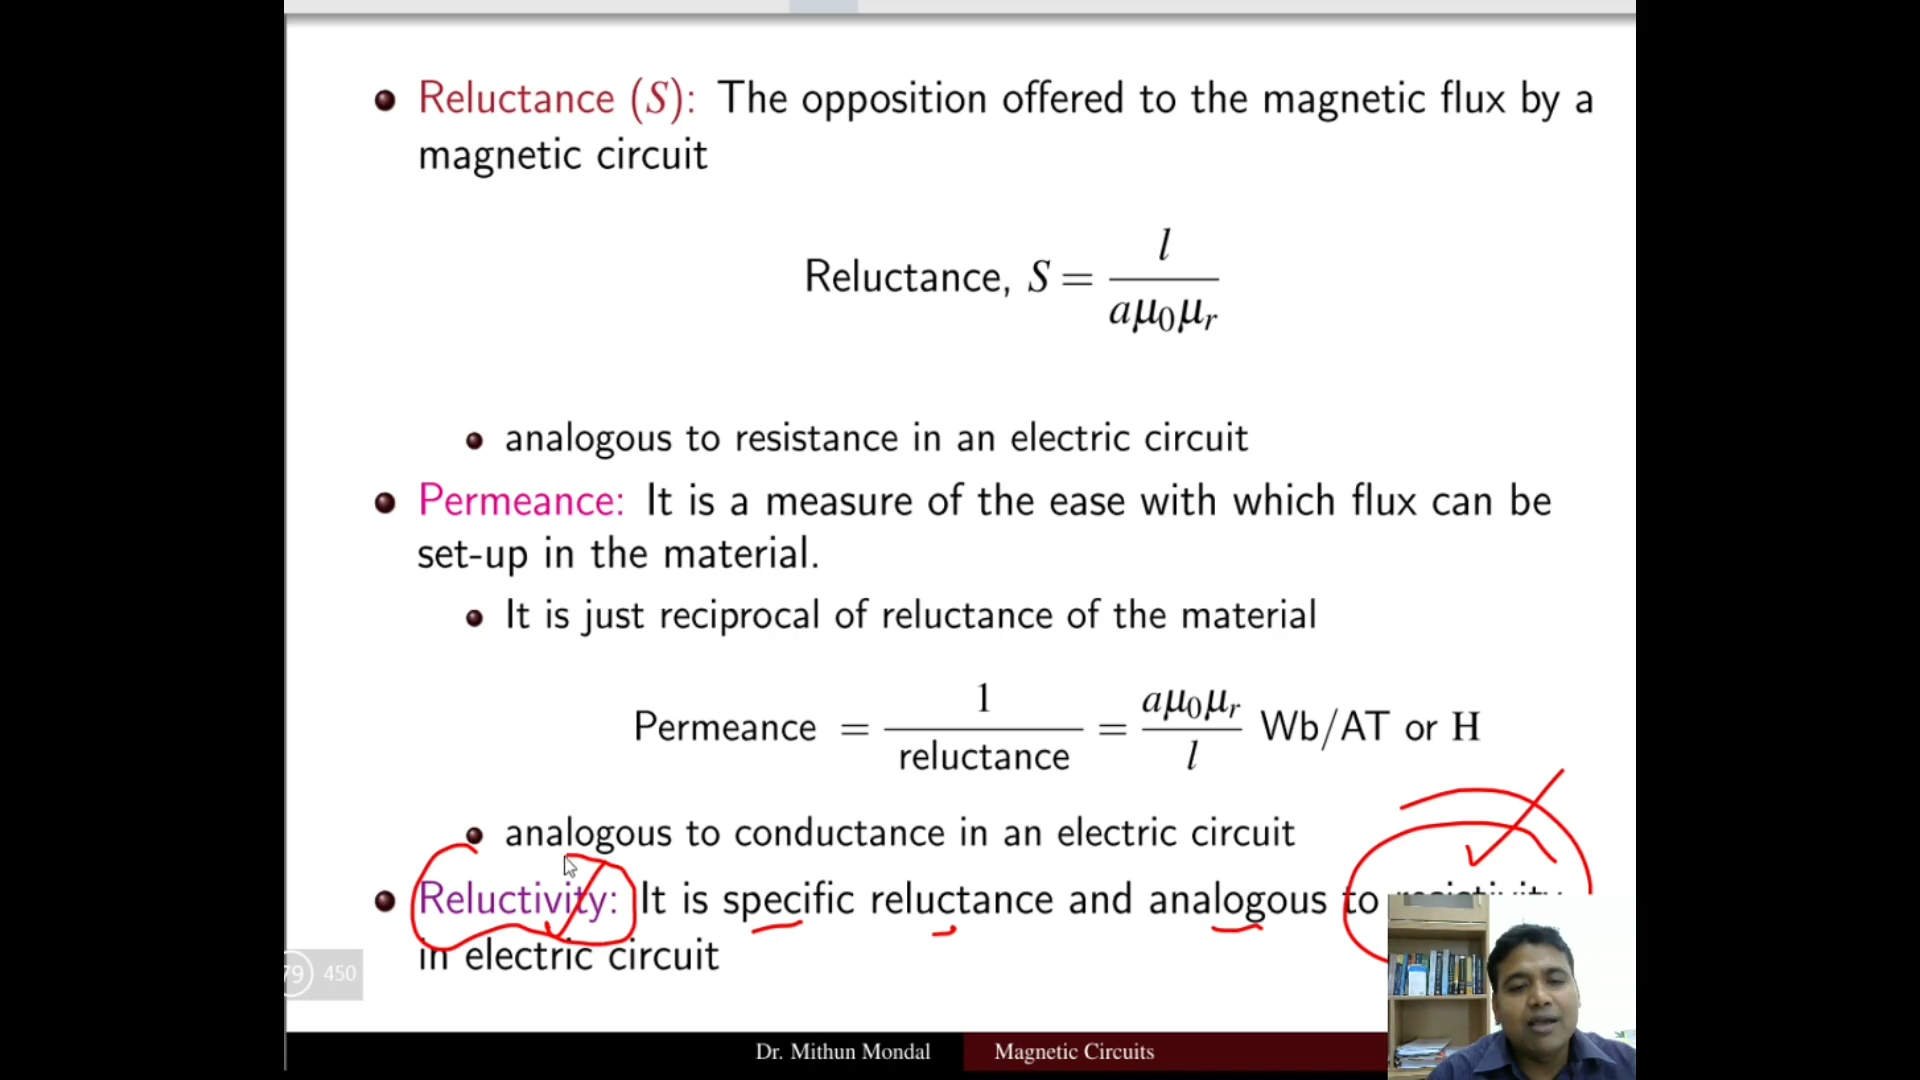 Reluctance (S): The opposition offered to the magnetic flux by a
magnetic circuit
Reluctance, S = l / aμ₀μᵣ
analogous to resistance in an electric circuit
Permeance: It is a measure of the ease with which flux can be
set-up in the material.
It is just reciprocal of reluctance of the material
Permeance = 1 / reluctance = aμ₀μᵣ / l Wb/AT or H
analogous to conductance in an electric circuit
Reluctivity: It is specific reluctance and analogous to
in electric circuit
79 450
Dr. Mithun Mondal Magnetic Circuits